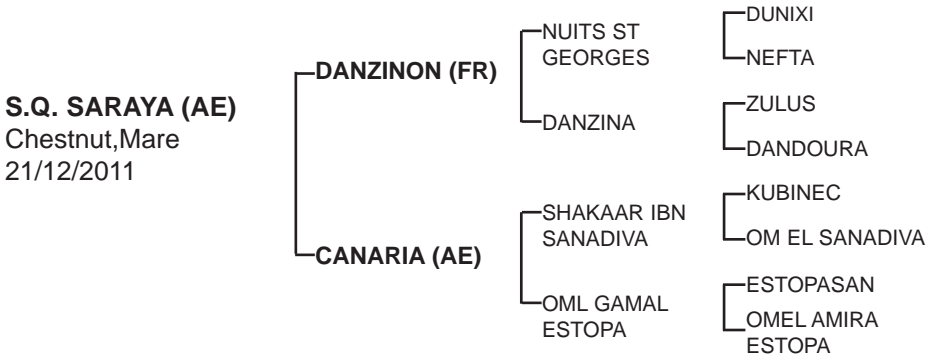 S.Q. SARAYA (AE)
Chestnut,Mare
21/12/2011
DANZINON (FR)
CANARIA (AE)
NUITS ST
GEORGES
DANZINA
SHAKAAR IBN
SANADIVA
OML GAMAL
ESTOPA
DUNIXI
NEFTA
ZULUS
DANDOURA
KUBINEC
OM EL SANADIVA
ESTOPASAN
OMEL AMIRA
ESTOPA